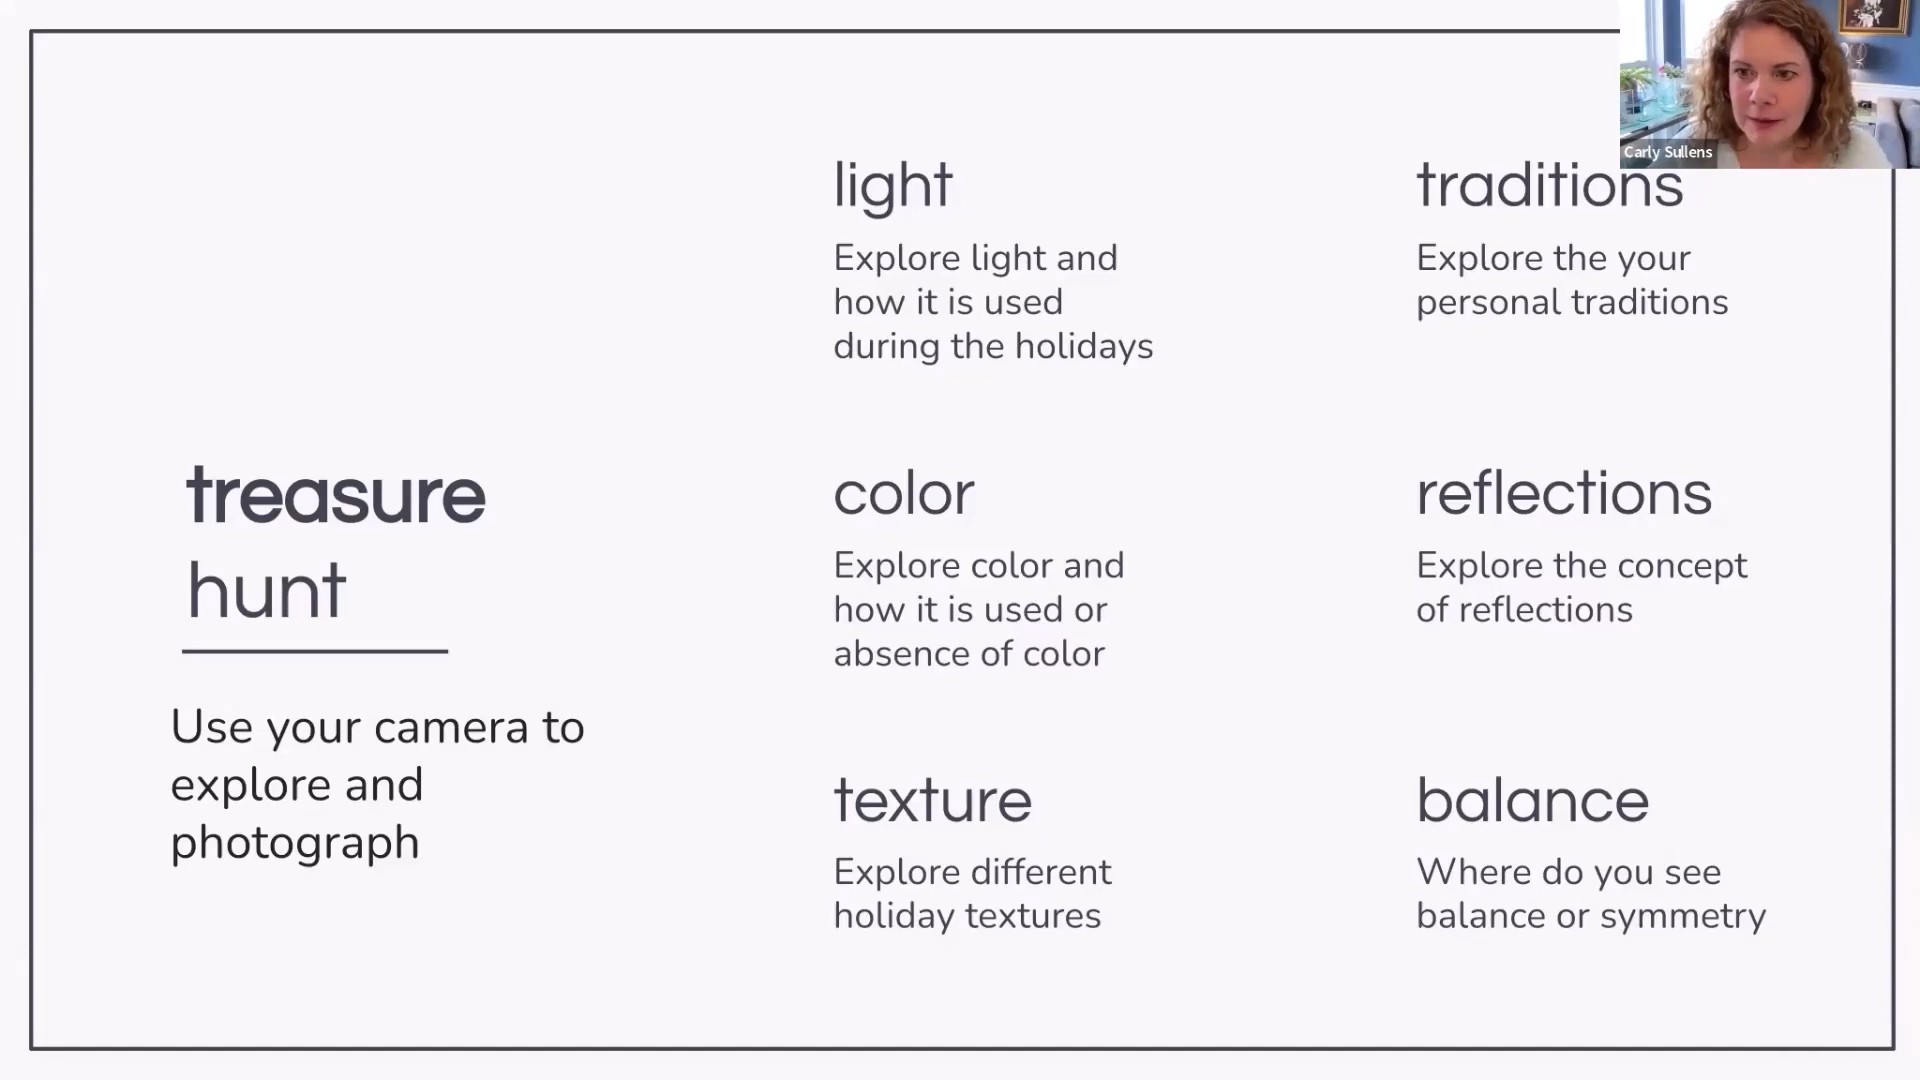 treasure
hunt
Use your camera to
explore and
photograph
light
Explore light and
how it is used
during the holidays
color
Explore color and
how it is used or
absence of color
texture
Explore different
holiday textures
traditions
Explore the your
personal traditions
reflections
Explore the concept
of reflections
balance
Where do you see
balance or symmetry
Carly Sullens